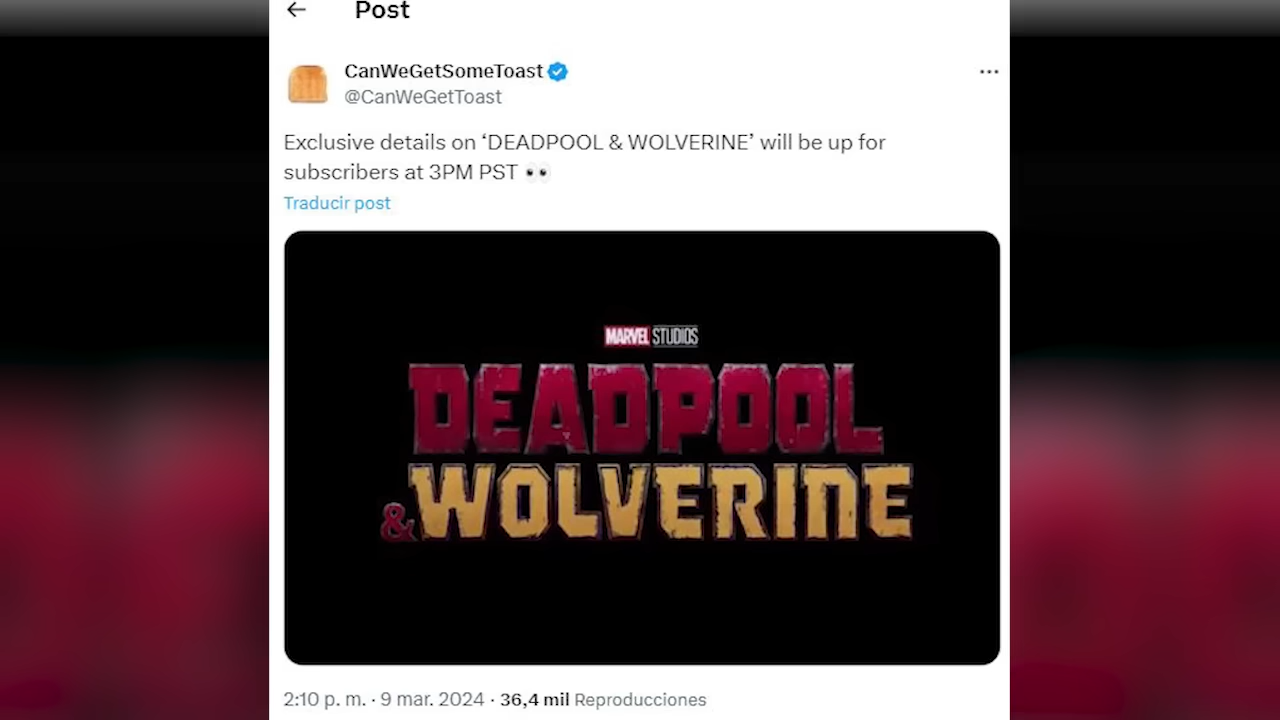 Post
CanWeGetSomeToast
@CanWeGetToast
Exclusive details on ‘DEADPOOL & WOLVERINE’ will be up for
subscribers at 3PM PST 👀
Traducir post
MARVEL STUDIOS
DEADPOOL
&WOLVERINE
2:10 p. m. · 9 mar. 2024 · 36,4 mil Reproducciones